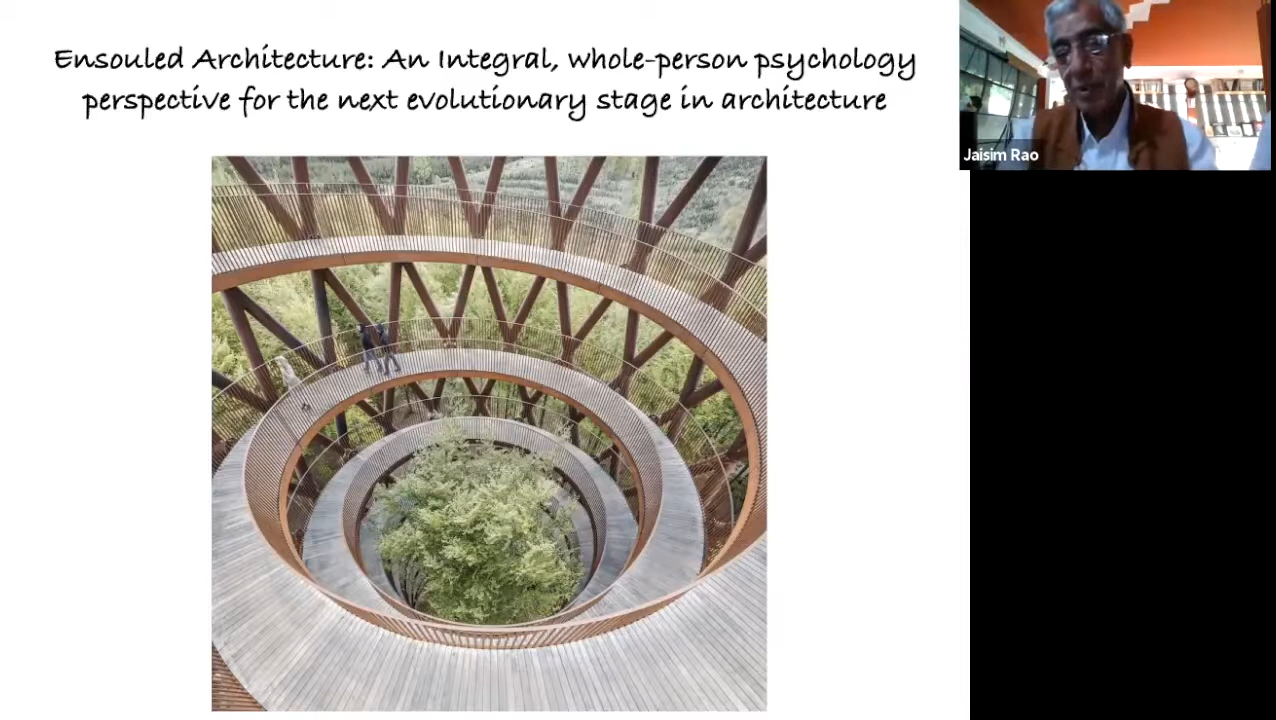 Ensouled Architecture: An Integral, whole-person psychology
perspective for the next evolutionary stage in architecture
Jaisim Rao